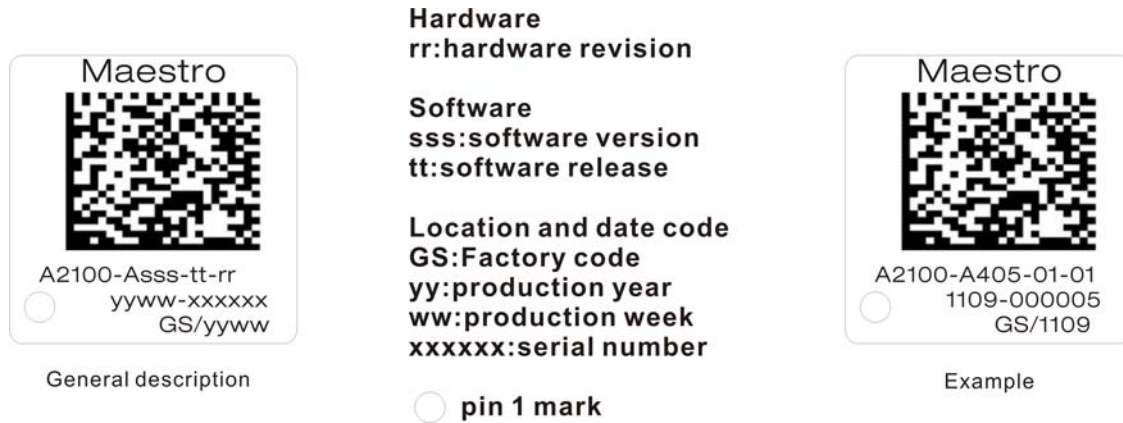 Maestro
A2100-Asss-tt-rr
yyww-xxxxxx
GS/yyww
General description
Hardware
rr:hardware revision
Software
sss:software version
tt:software release
Location and date code
GS:Factory code
yy:production year
ww:production week
xxxxxx:serial number
pin 1 mark
Maestro
A2100-A405-01-01
1109-000005
GS/1109
Example